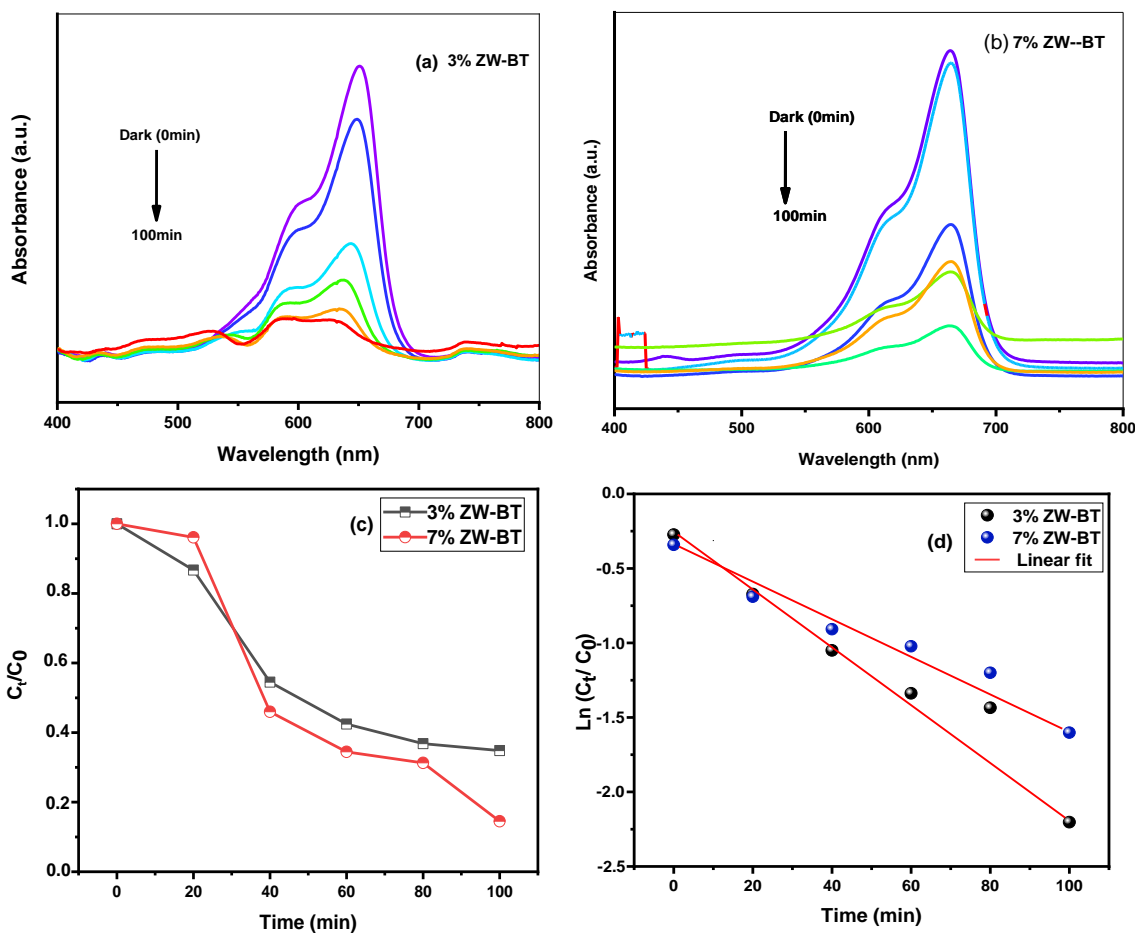 (a) 3% ZW-BT
Dark (0min)
100min
Absorbance (a.u.)
400 500 600 700 800
Wavelength (nm)
(b) 7% ZW--BT
Dark (0min)
100min
Absorbance (a.u.)
400 500 600 700 800
Wavelength (nm)
(c)
3% ZW-BT
7% ZW-BT
Ct/C0
1.0
0.8
0.6
0.4
0.2
0.0
0 20 40 60 80 100
Time (min)
(d)
3% ZW-BT
7% ZW-BT
Linear fit
Ln (Ct/ C0)
0.0
-0.5
-1.0
-1.5
-2.0
-2.5
0 20 40 60 80 100
Time (min)